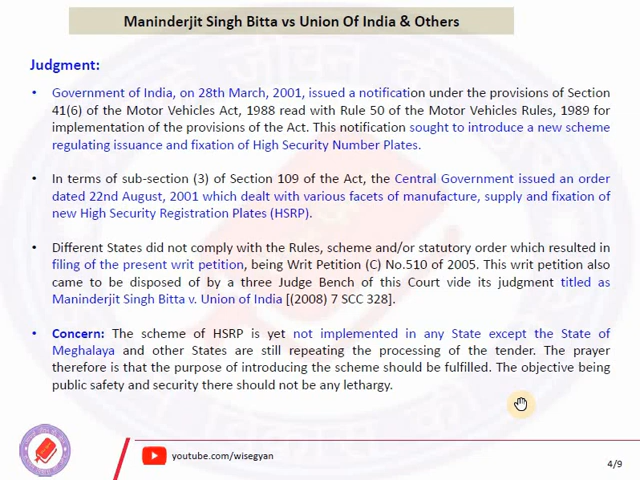 Maninderjit Singh Bitta vs Union Of India & Others
Judgment:
• Government of India, on 28th March, 2001, issued a notification under the provisions of Section
41(6) of the Motor Vehicles Act, 1988 read with Rule 50 of the Motor Vehicles Rules, 1989 for
implementation of the provisions of the Act. This notification sought to introduce a new scheme
regulating issuance and fixation of High Security Number Plates.
• In terms of sub-section (3) of Section 109 of the Act, the Central Government issued an order
dated 22nd August, 2001 which dealt with various facets of manufacture, supply and fixation of
new High Security Registration Plates (HSRP).
• Different States did not comply with the Rules, scheme and/or statutory order which resulted in
filing of the present writ petition, being Writ Petition (C) No.510 of 2005. This writ petition also
came to be disposed of by a three Judge Bench of this Court vide its judgment titled as
Maninderjit Singh Bitta v. Union of India [(2008) 7 SCC 328].
• Concern: The scheme of HSRP is yet not implemented in any State except the State of
Meghalaya and other States are still repeating the processing of the tender. The prayer
therefore is that the purpose of introducing the scheme should be fulfilled. The objective being
public safety and security there should not be any lethargy.
youtube.com/wisegyan
4/9